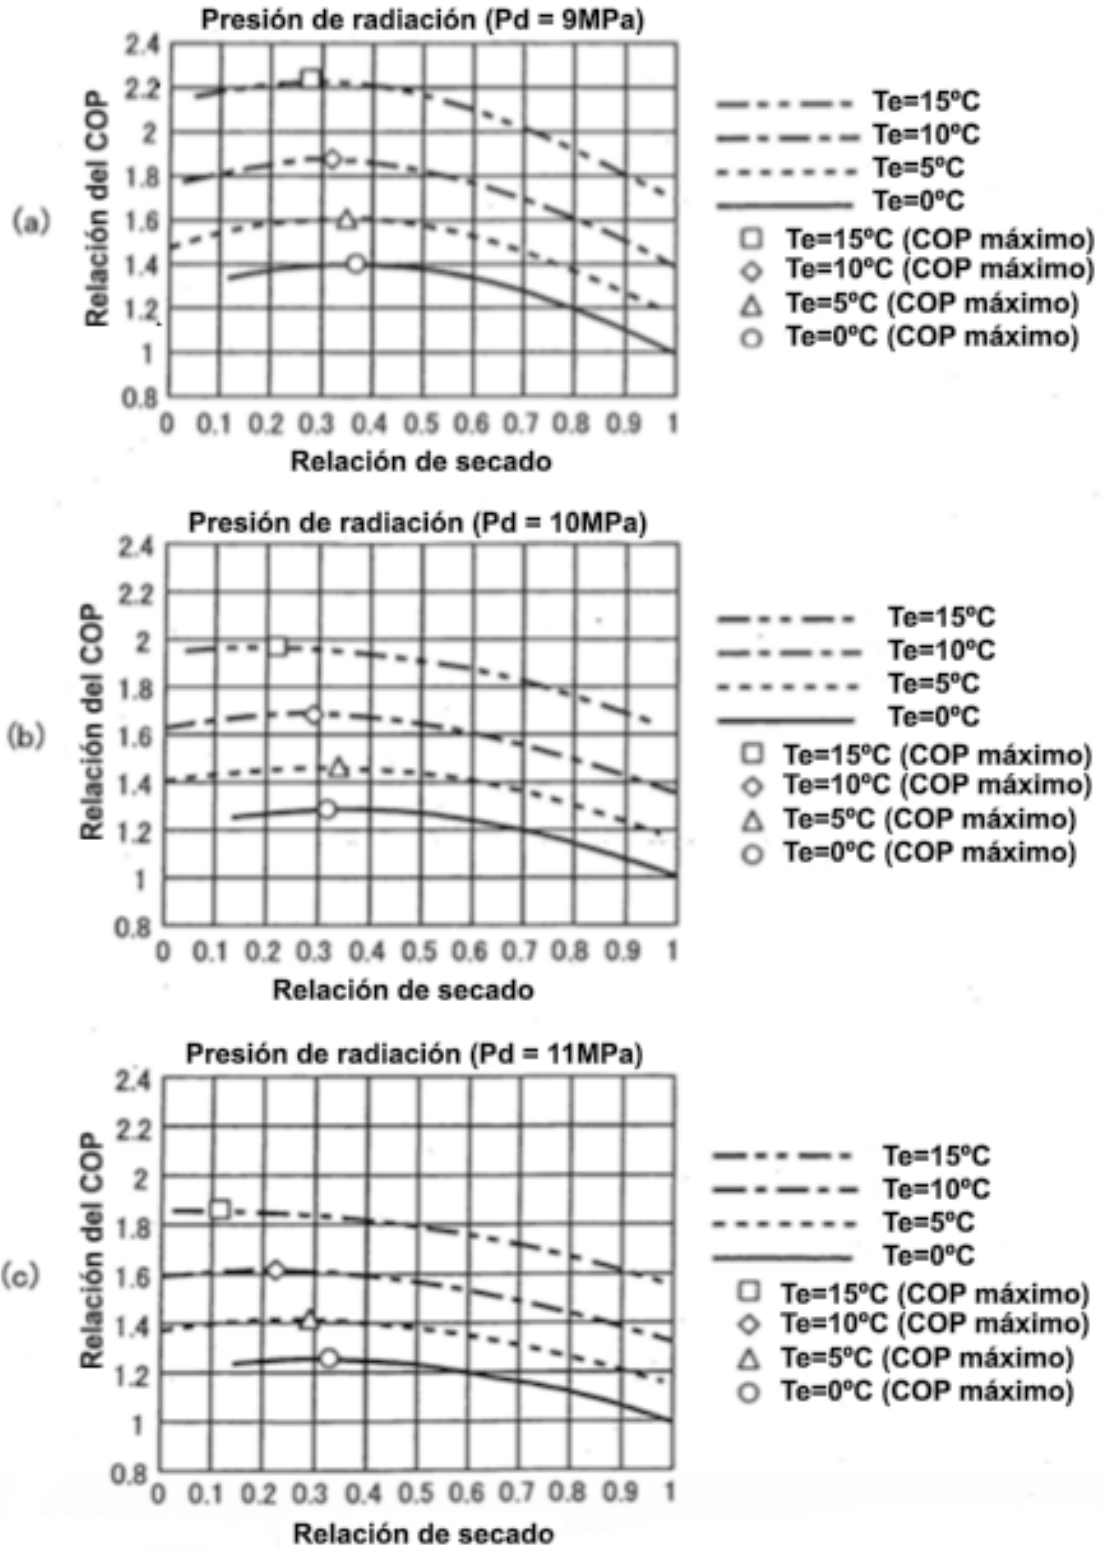 Presión de radiación (Pd = 9MPa)
(a)
Relación del COP
2.4
2.2
2
1.8
1.6
1.4
1.2
1
0.8
0 0.1 0.2 0.3 0.4 0.5 0.6 0.7 0.8 0.9 1
Relación de secado
Te=15ºC
Te=10ºC
Te=5ºC
Te=0ºC
Te=15ºC (COP máximo)
Te=10ºC (COP máximo)
Te=5ºC (COP máximo)
Te=0ºC (COP máximo)
Presión de radiación (Pd = 10MPa)
(b)
Relación del COP
2.4
2.2
2
1.8
1.6
1.4
1.2
1
0.8
0 0.1 0.2 0.3 0.4 0.5 0.6 0.7 0.8 0.9 1
Relación de secado
Te=15ºC
Te=10ºC
Te=5ºC
Te=0ºC
Te=15ºC (COP máximo)
Te=10ºC (COP máximo)
Te=5ºC (COP máximo)
Te=0ºC (COP máximo)
Presión de radiación (Pd = 11MPa)
(c)
Relación del COP
2.4
2.2
2
1.8
1.6
1.4
1.2
1
0.8
0 0.1 0.2 0.3 0.4 0.5 0.6 0.7 0.8 0.9 1
Relación de secado
Te=15ºC
Te=10ºC
Te=5ºC
Te=0ºC
Te=15ºC (COP máximo)
Te=10ºC (COP máximo)
Te=5ºC (COP máximo)
Te=0ºC (COP máximo)